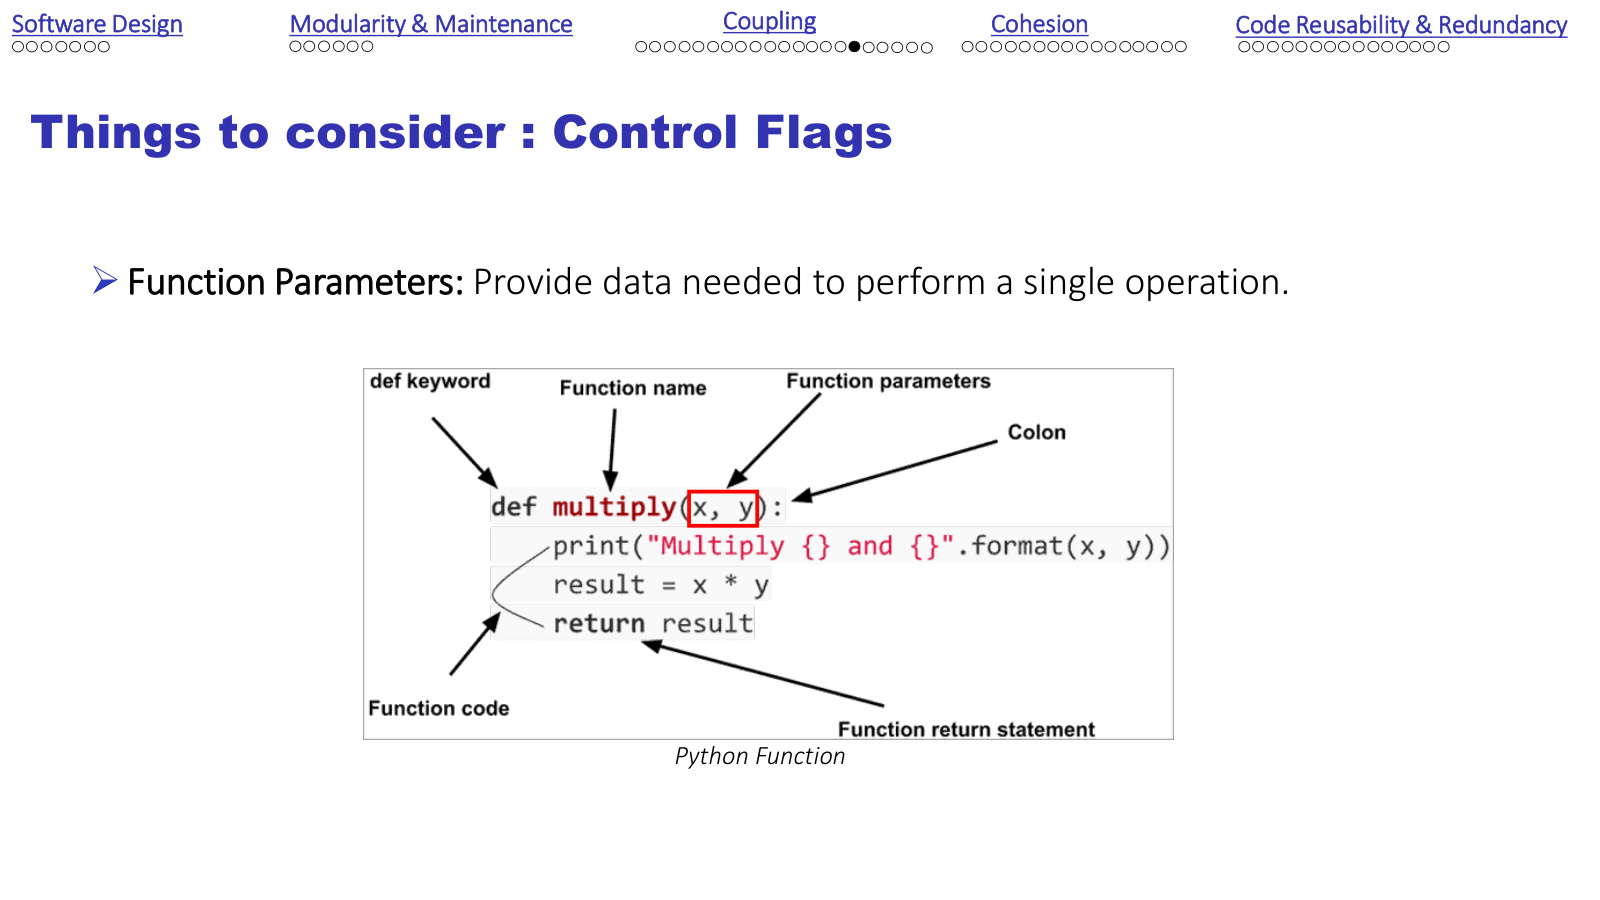 Software Design
Modularity & Maintenance
Coupling
Cohesion
Code Reusability & Redundancy
Things to consider : Control Flags
Function Parameters: Provide data needed to perform a single operation.
def keyword
Function name
Function parameters
Colon
def multiply(x, y):
print("Multiply {} and {}".format(x, y))
result = x * y
return result
Function code
Function return statement
Python Function